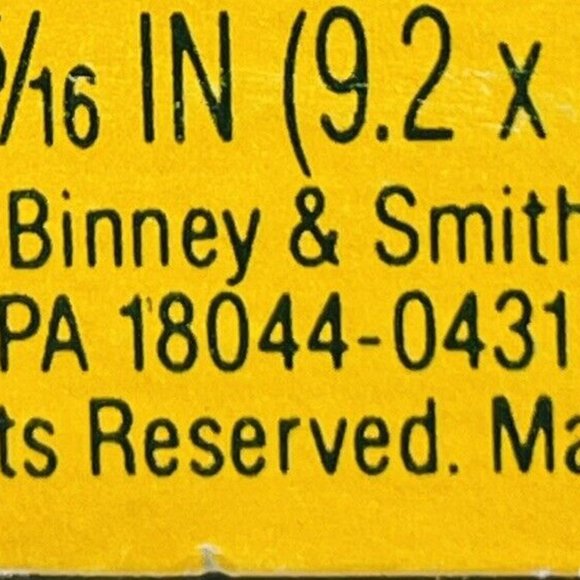 /16 IN (9.2 x
Binney & Smith
PA 18044-0431
ts Reserved. Ma